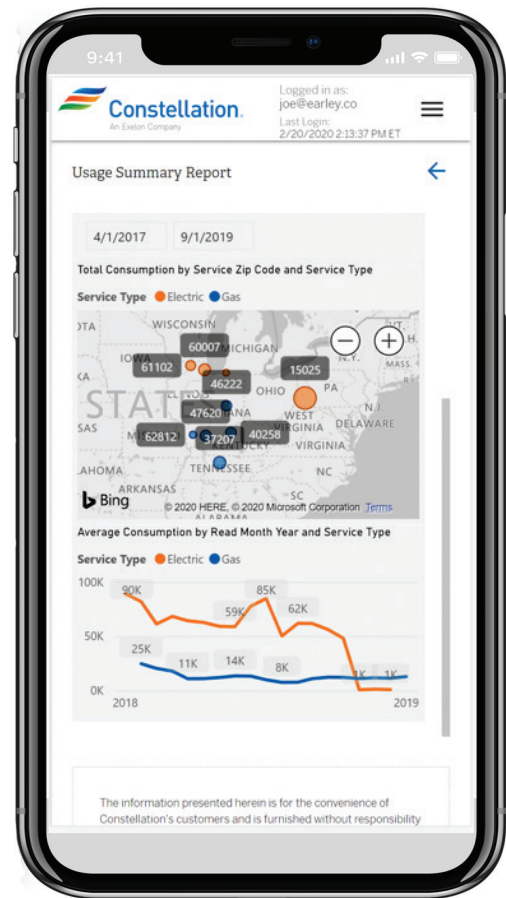 9:41
Constellation.
An Exelon Company
Logged in as:
joe@earley.co
Last Login:
2/20/2020 2:13:37 PM ET
Usage Summary Report
4/1/2017 9/1/2019
Total Consumption by Service Zip Code and Service Type
Service Type Electric Gas
WISCONSIN
VT.
60007
MICHIGAN
N.Y.
IOWA
61102
15025
MASS.
46222
OHIO
PA
STAT
47620
N.J.
WEST
VIRGINIA
DELAWARE
62812
37207
40258
KENTUCKY
VIRGINIA
TENNESSEE
NC
ARKANSAS
SC
Bing
© 2020 HERE, © 2020 Microsoft Corporation Terms
ALABAMA
Average Consumption by Read Month Year and Service Type
Service Type Electric Gas
100K
90K
85K
59K
62K
50K
25K
11K
14K
8K
1K
1K
0K
2018
2019
The information presented herein is for the convenience of
Constellation's customers and is furnished without responsibility